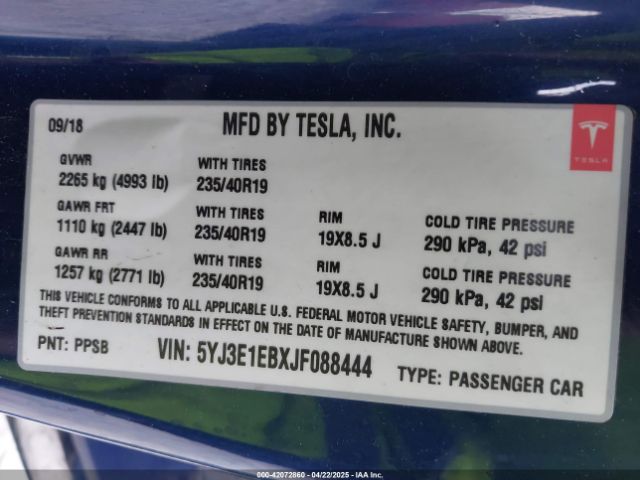 09/18 MFD BY TESLA, INC.
TESLA
GVWR WITH TIRES
2265 kg (4993 lb) 235/40R19
GAWR FRT WITH TIRES RIM COLD TIRE PRESSURE
1110 kg (2447 lb) 235/40R19 19X8.5 J 290 kPa, 42 psi
GAWR RR WITH TIRES RIM COLD TIRE PRESSURE
1257 kg (2771 lb) 235/40R19 19X8.5 J 290 kPa, 42 psi
THIS VEHICLE CONFORMS TO ALL APPLICABLE U.S. FEDERAL MOTOR VEHICLE SAFETY, BUMPER, AND
THEFT PREVENTION STANDARDS IN EFFECT ON THE DATE OF MANUFACTURE SHOWN ABOVE.
PNT: PPSB VIN: 5YJ3E1EBXJF088444 TYPE: PASSENGER CAR
000-42072860 - 04/22/2025 - IAA Inc.